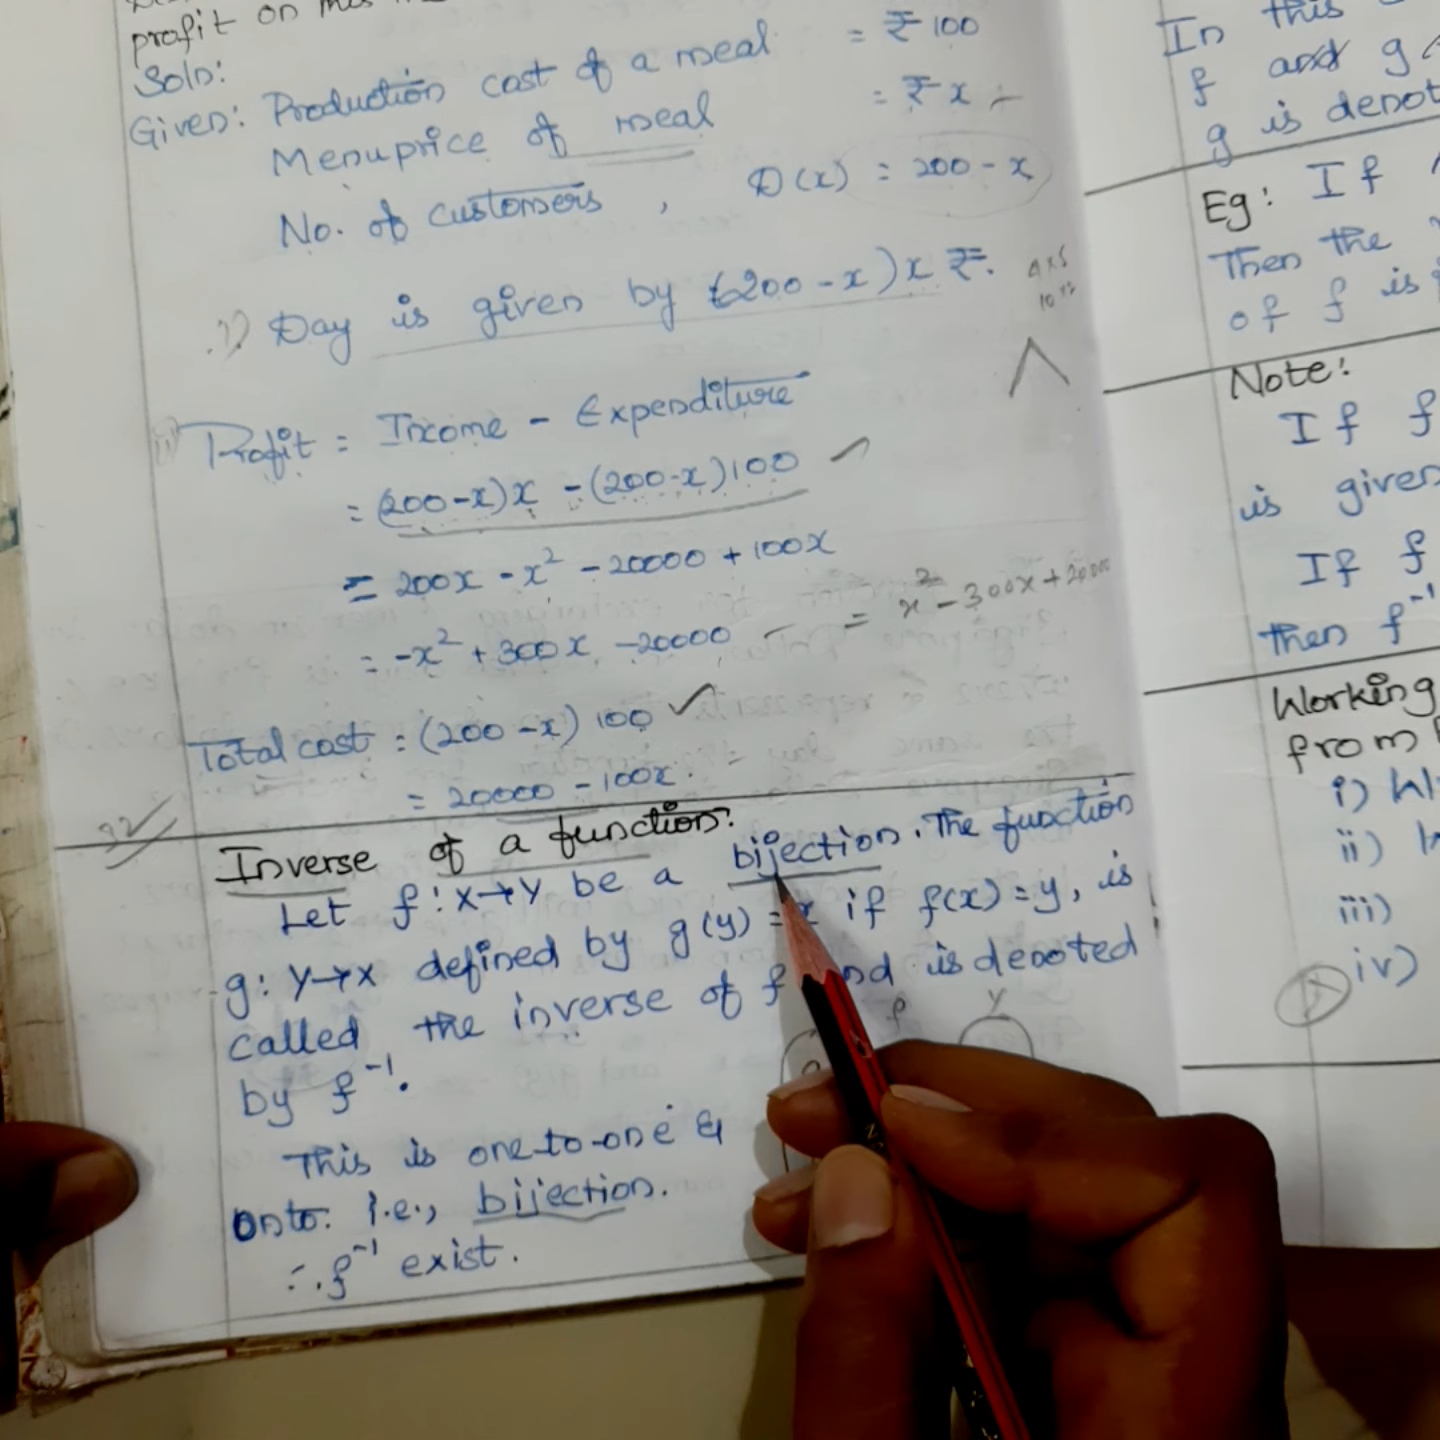 profit on this
Soln:
Given: Production cost of a meal = ₹ 100
Menuprice of meal = ₹ x
No. of customers, D(x) = 200 - x
i) Day is given by (200 - x) x ₹.
ii) Profit = Income - Expenditure
= (200-x)x - (200-x)100
= 200x - x² - 20000 + 100x
= -x² + 300x - 20000 = x² - 300x + 20000
Total cost = (200 - x) 100
= 20000 - 100x.
Inverse of a function:
Let f: X→Y be a bijection. The function
g: Y→X defined by g(y) = x if f(x) = y, is
called the inverse of f and is denoted
by f⁻¹.
This is one-to-one &
Onto. i.e., bijection.
∴ f⁻¹ exist.
f
Y
In this
f and g
g is denot
Eg: If
Then the
of f is
Note:
If f
is given
If f
then f⁻¹
Working
from
i)
ii)
iii)
iv)